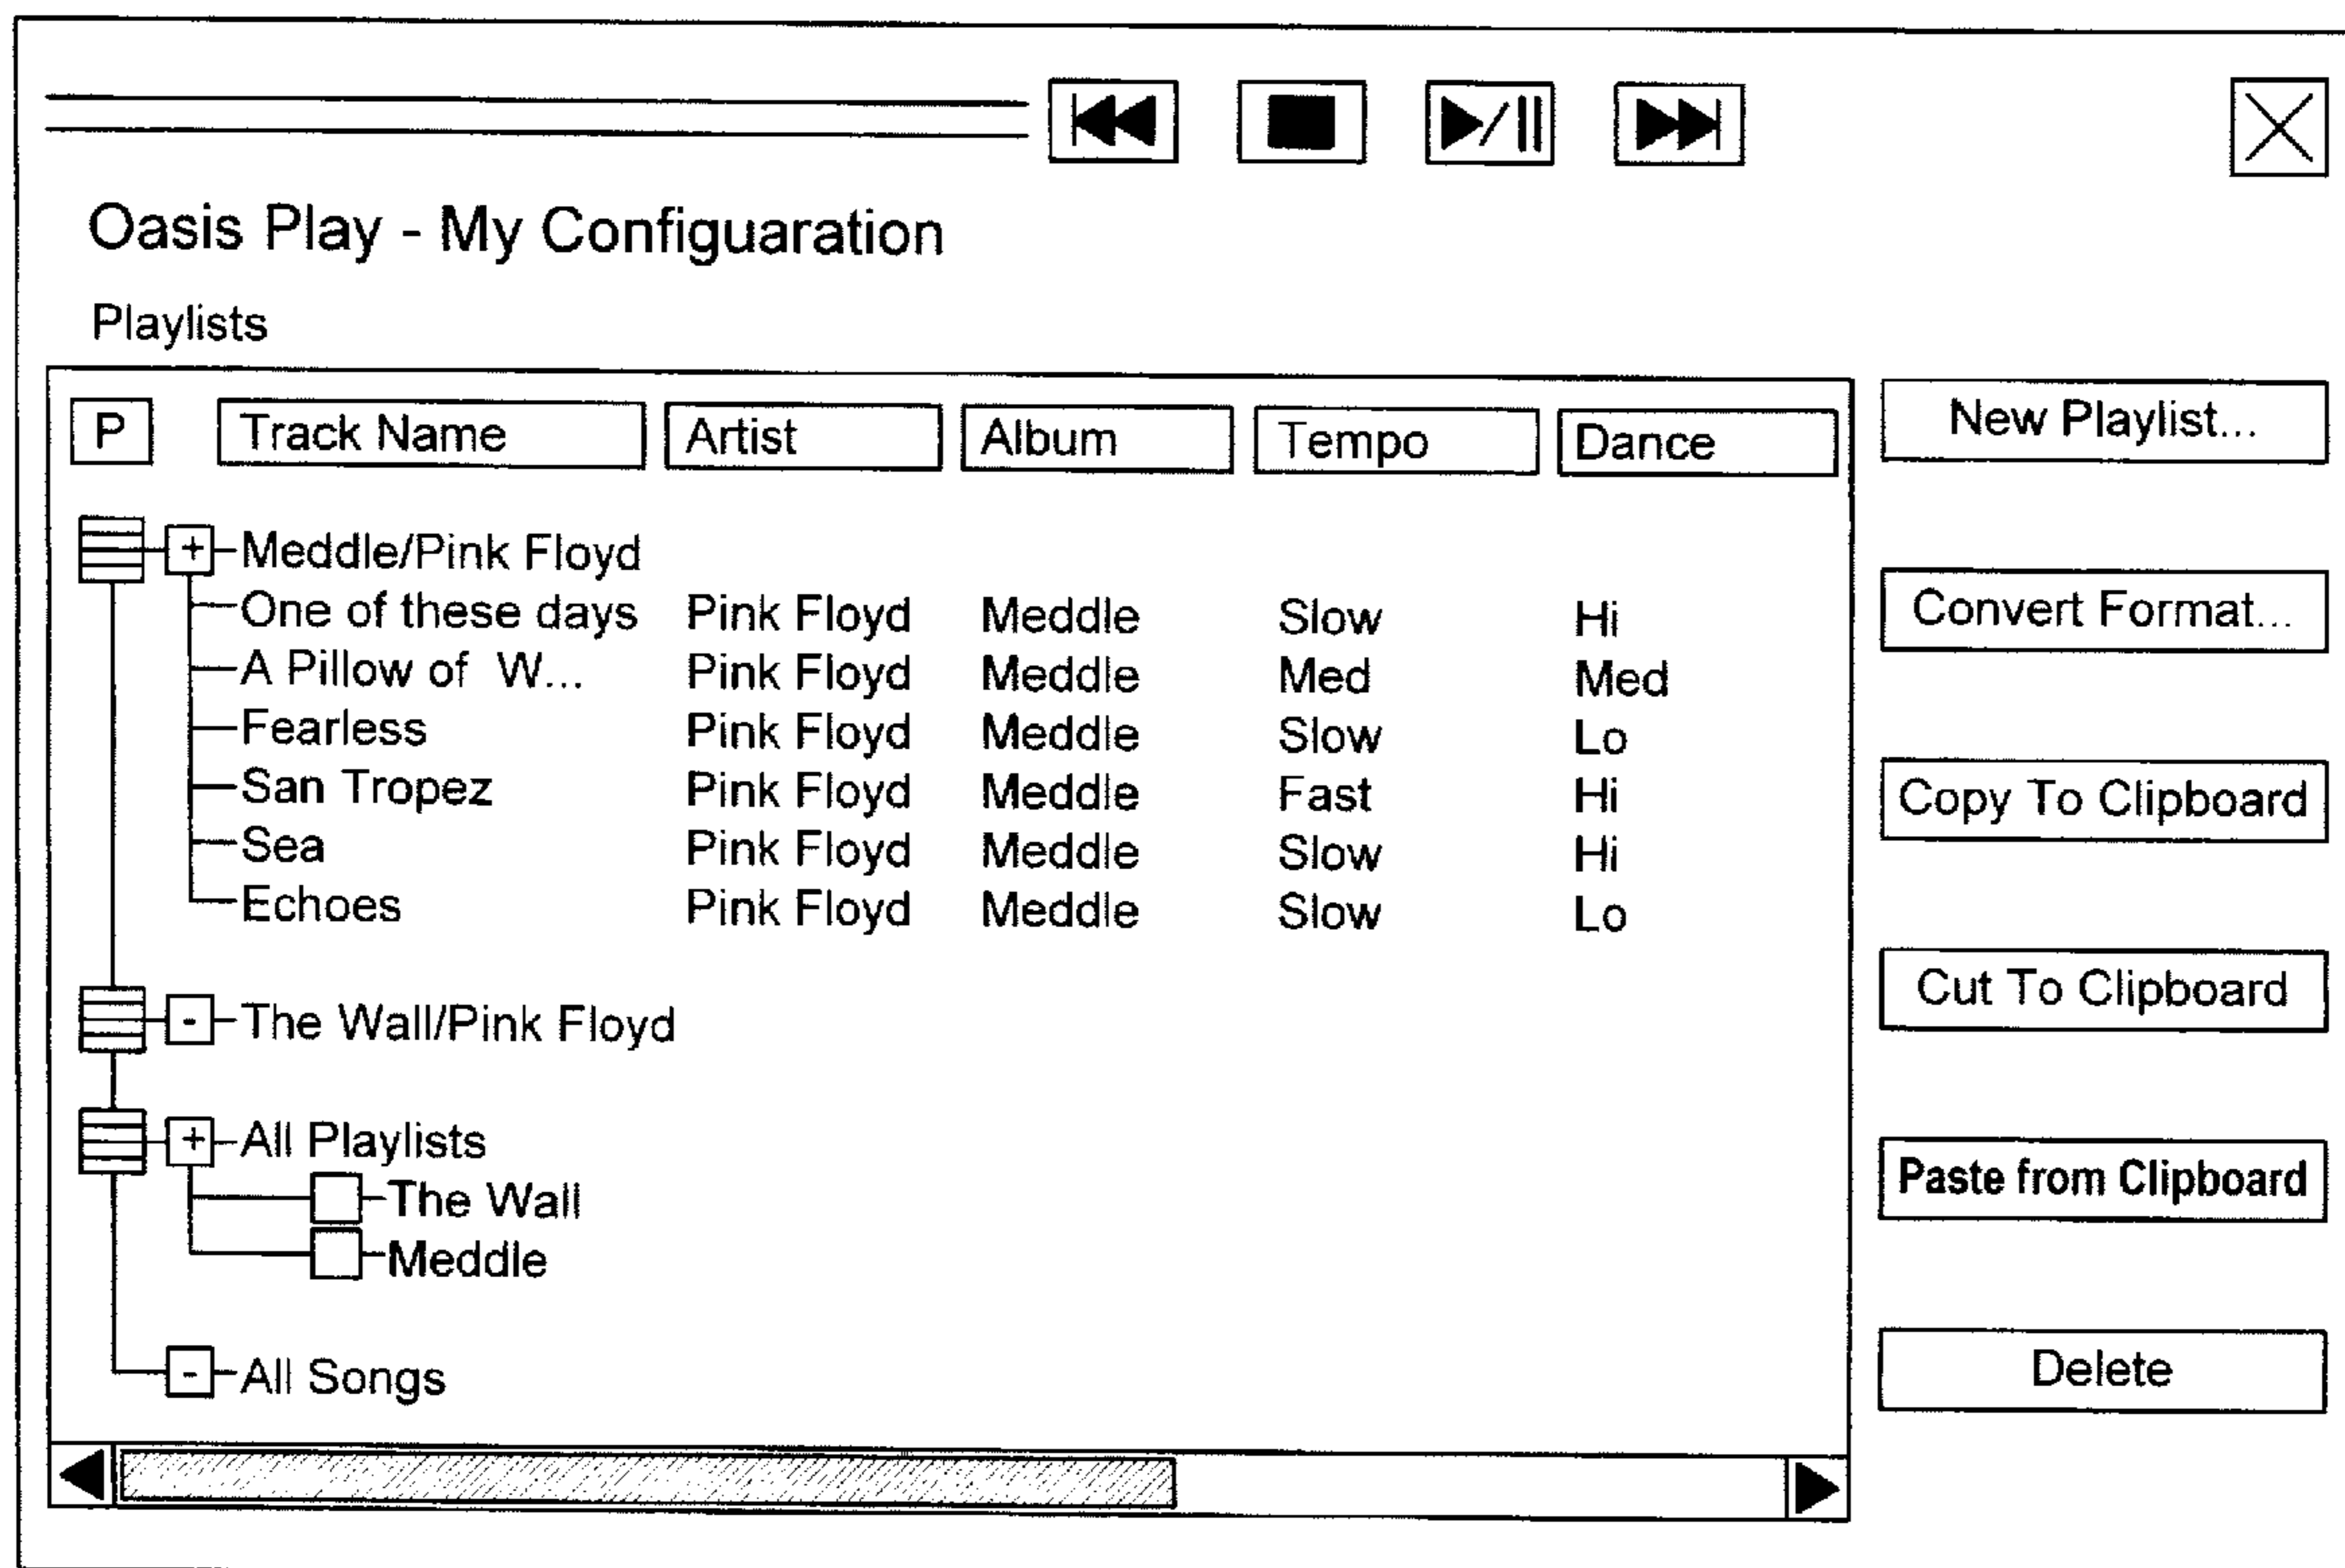 Oasis Play - My Configuaration
Playlists
P Track Name Artist Album Tempo Dance
+ Meddle/Pink Floyd
One of these days Pink Floyd Meddle Slow Hi
A Pillow of W... Pink Floyd Meddle Med Med
Fearless Pink Floyd Meddle Slow Lo
San Tropez Pink Floyd Meddle Fast Hi
Sea Pink Floyd Meddle Slow Hi
Echoes Pink Floyd Meddle Slow Lo
- The Wall/Pink Floyd
+ All Playlists
The Wall
Meddle
- All Songs
New Playlist...
Convert Format...
Copy To Clipboard
Cut To Clipboard
Paste from Clipboard
Delete